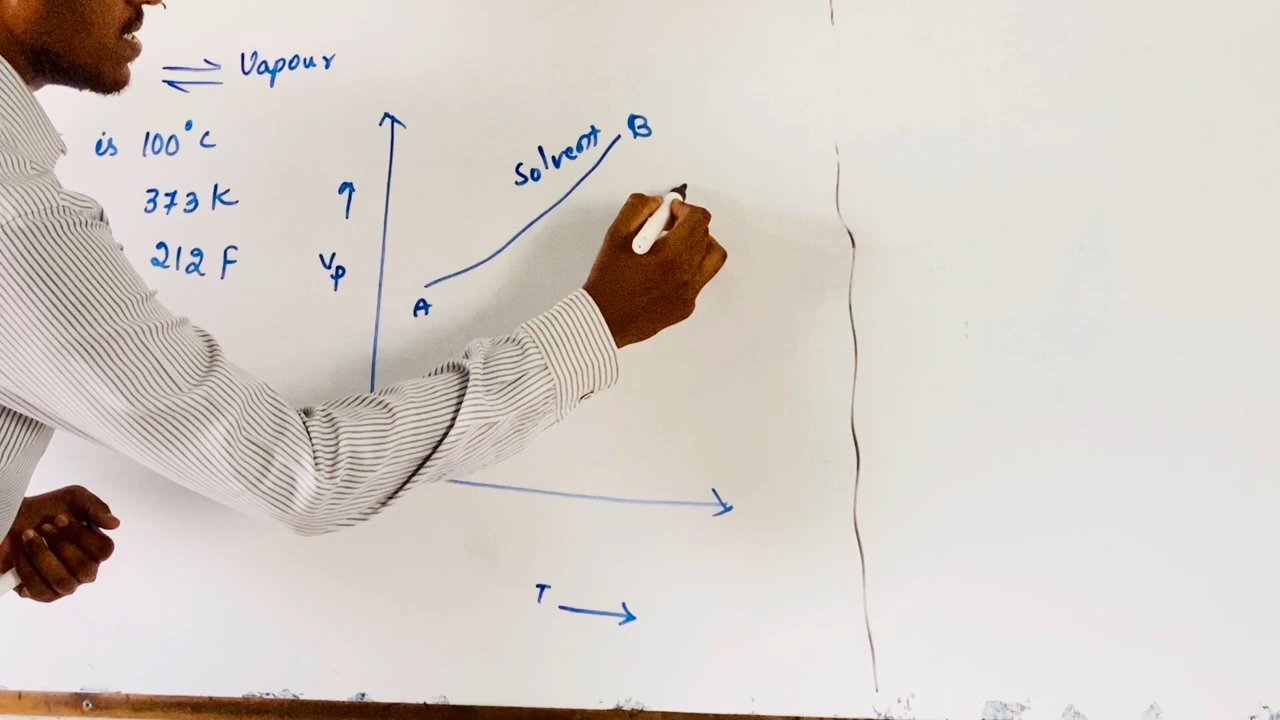 ⇌ Vapour
is 100°C
373 K
212 F
↑
Vp
Solvent
A
B
T →